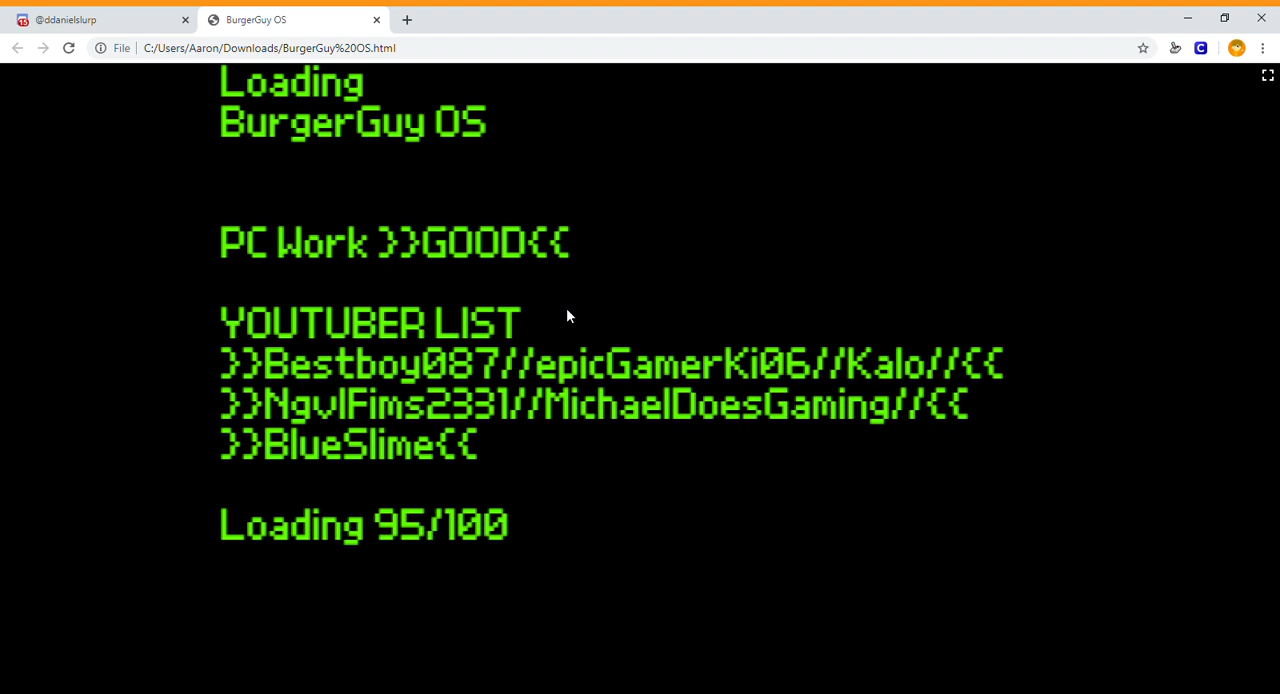 15
@ddanielslurp
BurgerGuy OS
File
C:/Users/Aaron/Downloads/BurgerGuy%20OS.html
C
Loading
BurgerGuy OS
PC Work }}GOOD{{
YOUTUBER LIST
}}Bestboy087//epicGamerKi06//Kalo//{{
}}NgvlFims2331//MichaelDoesGaming//{{
}}BlueSlime{{
Loading 95/100